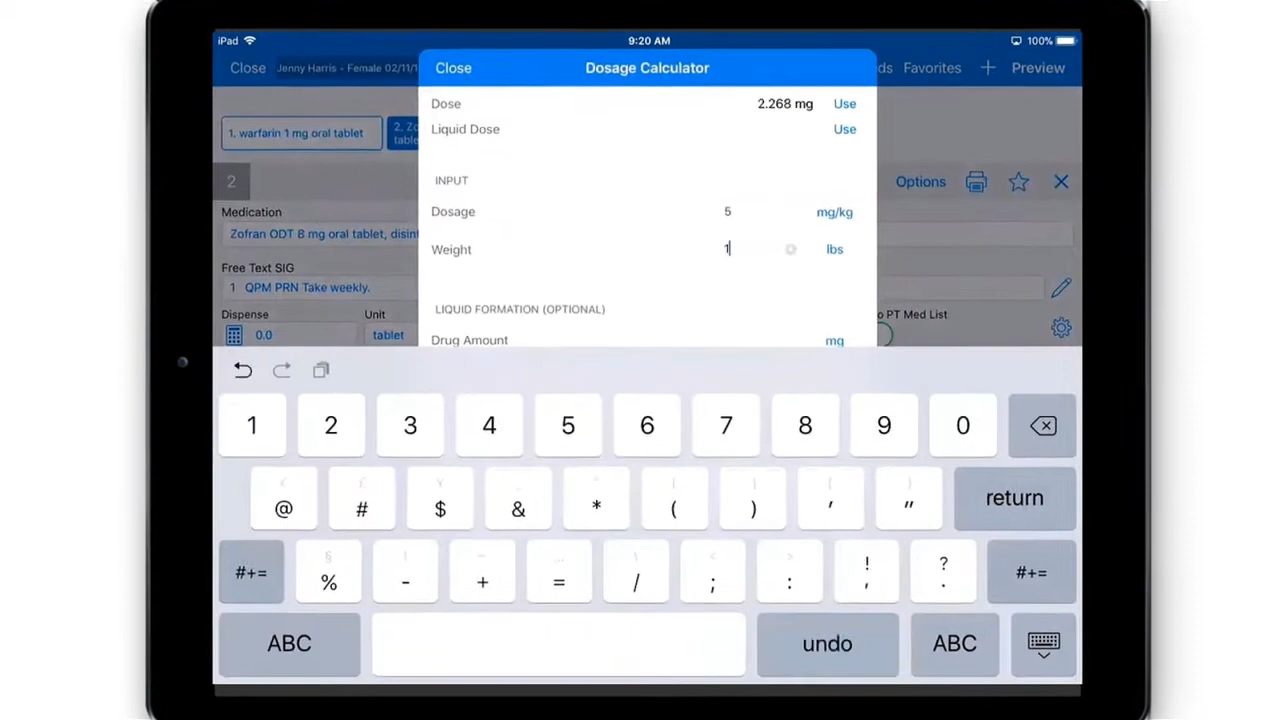 iPad 9:20 AM 100%
Close Jenny Harris - Female 02/11/1 Close Dosage Calculator ds Favorites + Preview
Dose 2.268 mg Use
1. warfarin 1 mg oral tablet 2. Zo
table
Liquid Dose Use
2 INPUT Options
Medication Dosage 5 mg/kg
Zofran ODT 8 mg oral tablet, disint
Weight 1 lbs
Free Text SIG
1 QPM PRN Take weekly.
LIQUID FORMATION (OPTIONAL)
Dispense Unit o PT Med List
0.0 tablet Drug Amount mg
1 2 3 4 5 6 7 8 9 0
@ # $ & * ( ) ' " return
#+= % - + = / ; : ! , ? . #+=
ABC undo ABC